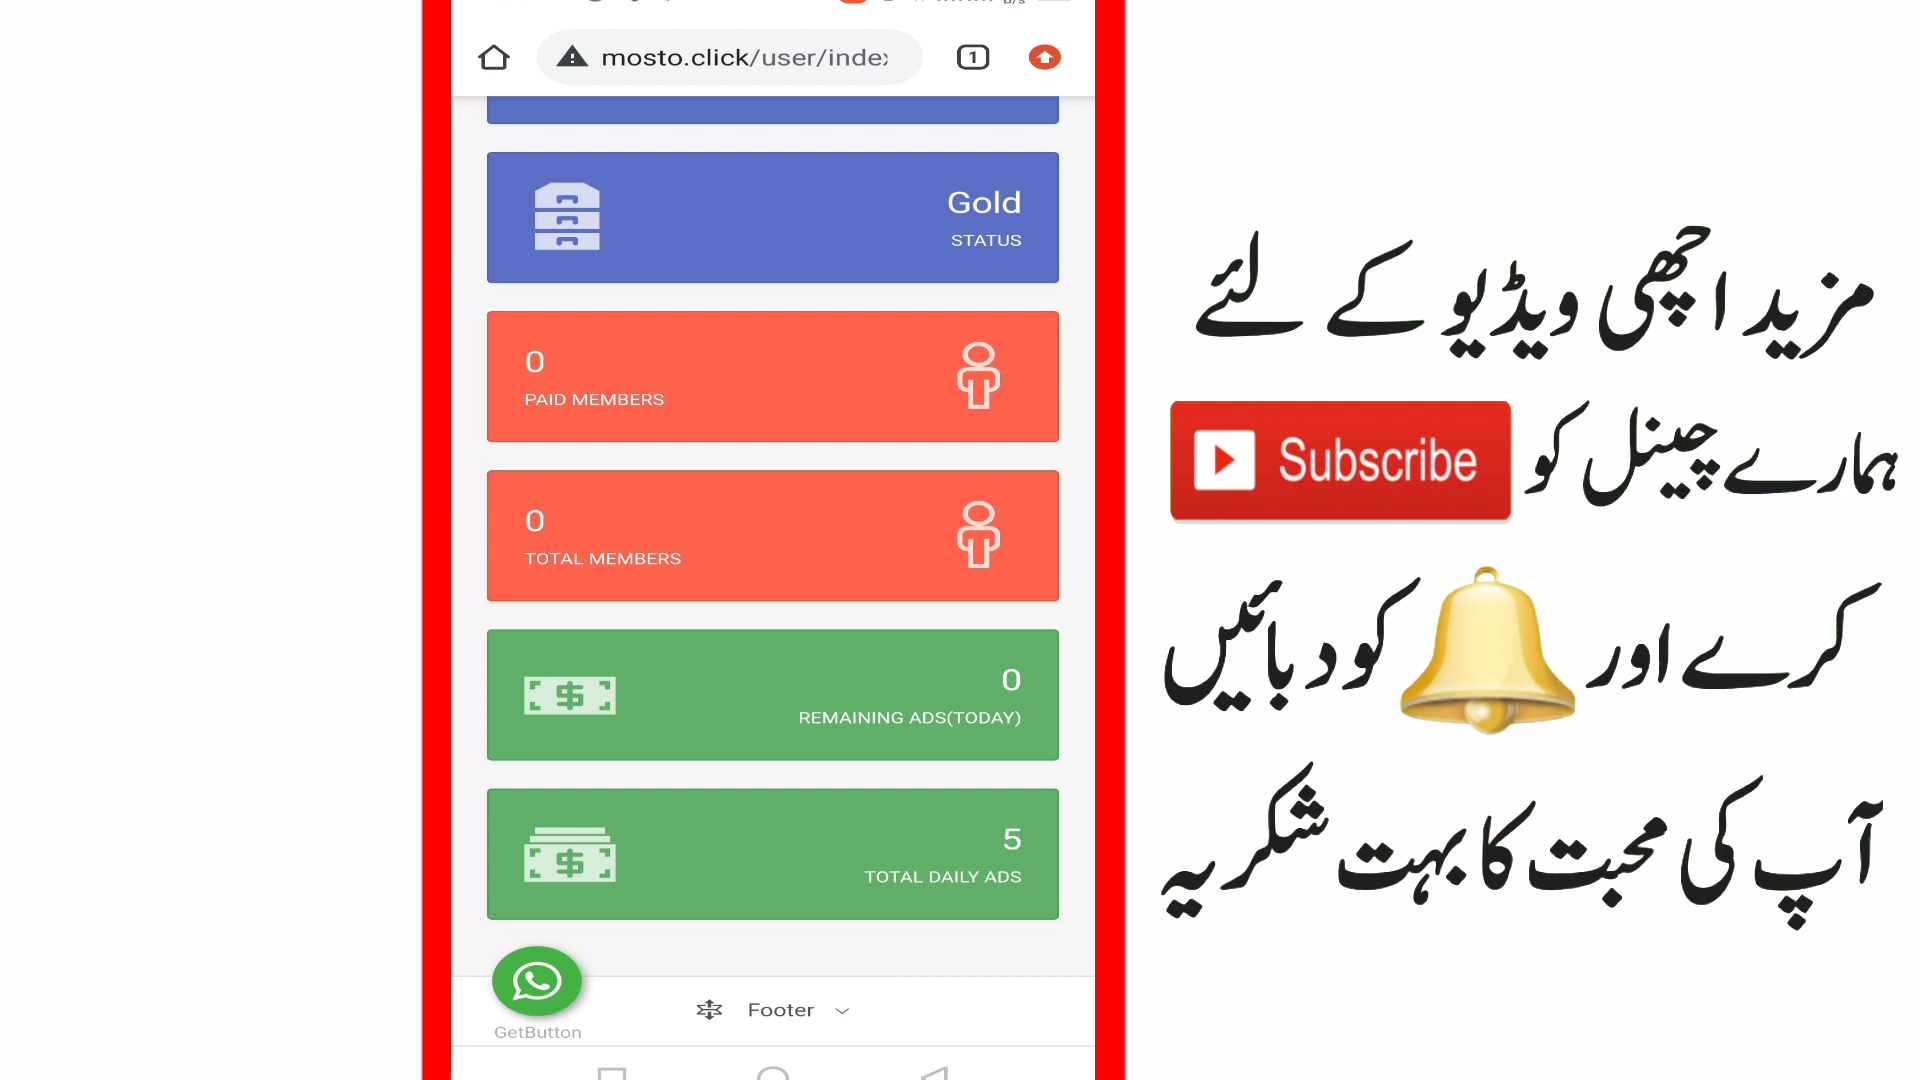 B/s
mosto.click/user/index
1
Gold
STATUS
0
PAID MEMBERS
0
TOTAL MEMBERS
0
REMAINING ADS(TODAY)
5
TOTAL DAILY ADS
GetButton
Footer
مزید اچھی ویڈیو کے لئے
ہمارے چینل کو Subscribe
کرے اور کو دبائیں
آپ کی محبت کا بہت شکریہ